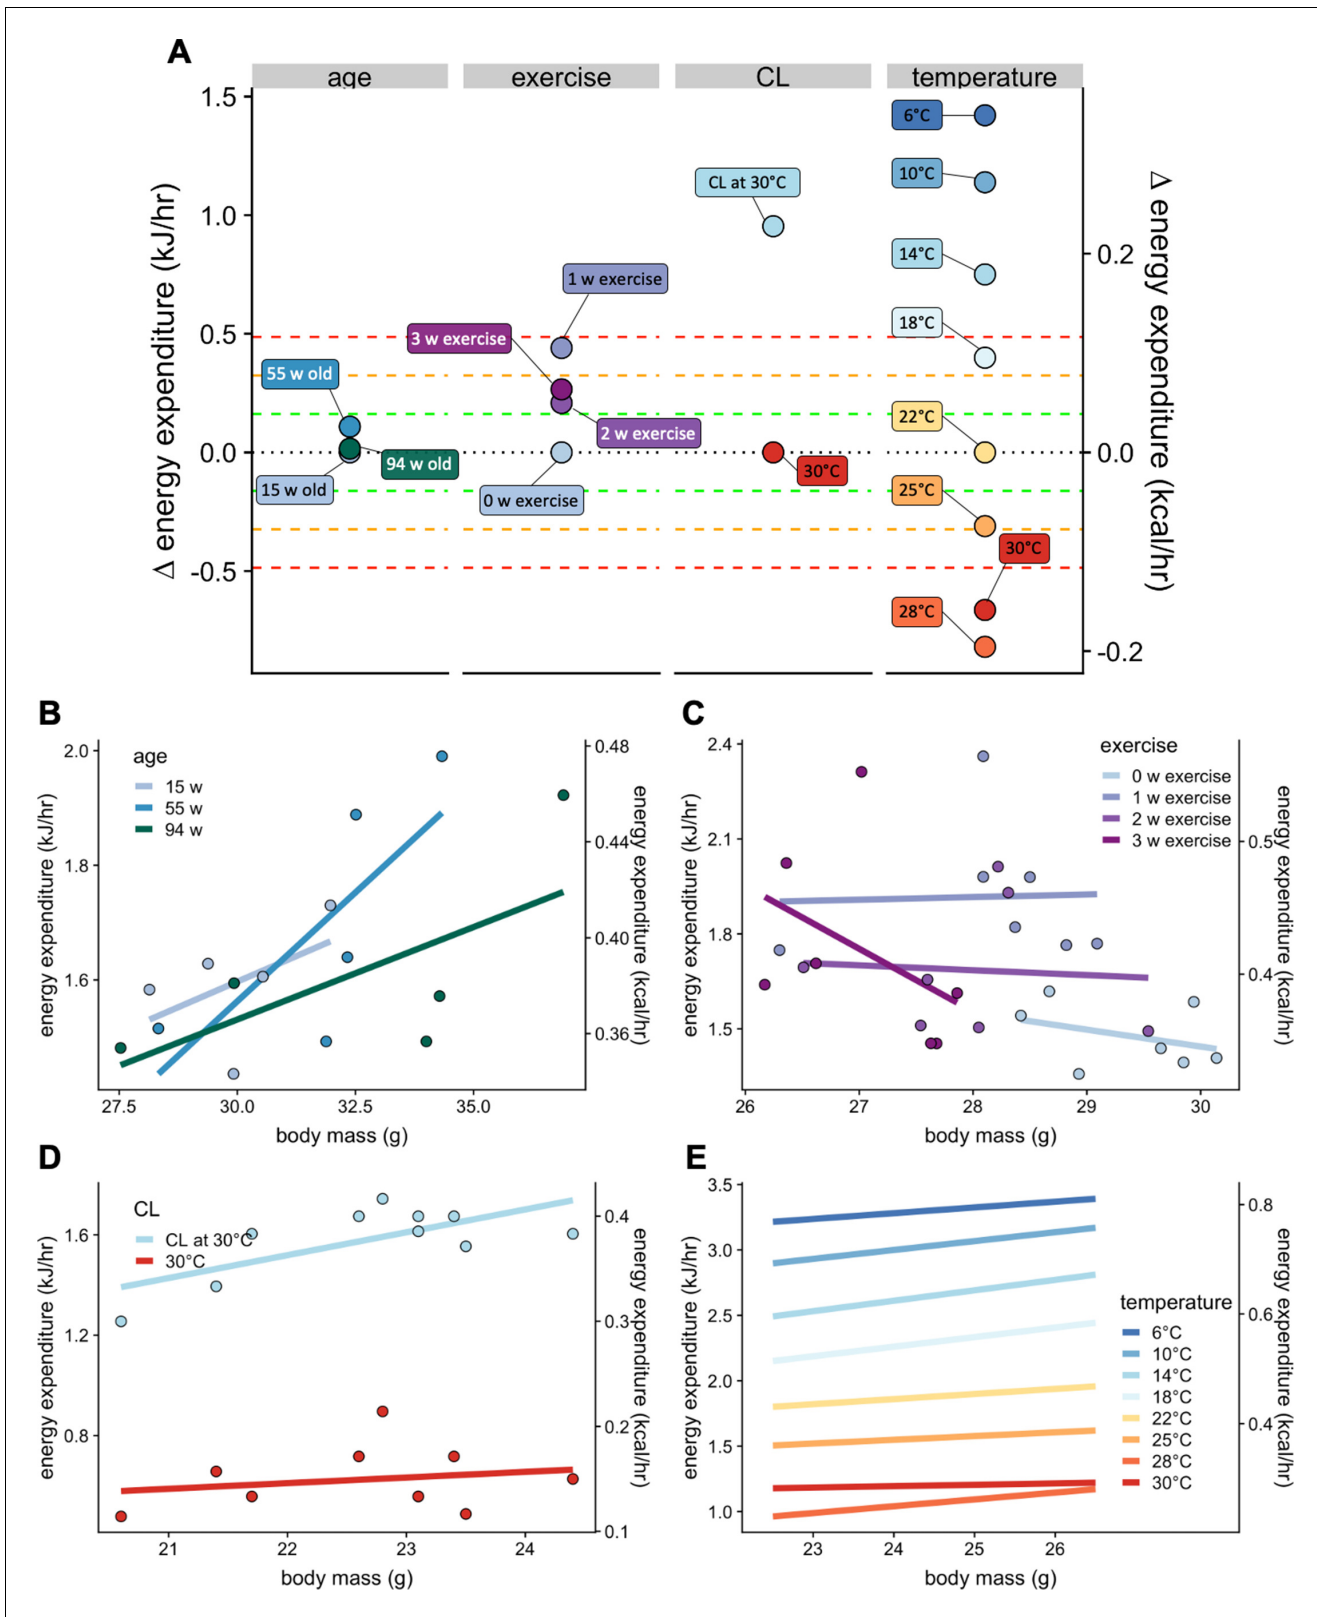 A
age exercise CL temperature
1.5
1.0
0.5
0.0
-0.5
Δ energy expenditure (kJ/hr)
0.2
0.0
-0.2
Δ energy expenditure (kcal/hr)
55 w old
94 w old
15 w old
1 w exercise
3 w exercise
2 w exercise
0 w exercise
CL at 30°C
30°C
6°C
10°C
14°C
18°C
22°C
25°C
30°C
28°C
B
age
15 w
55 w
94 w
2.0
1.8
1.6
energy expenditure (kJ/hr)
0.48
0.44
0.40
0.36
energy expenditure (kcal/hr)
27.5 30.0 32.5 35.0
body mass (g)
C
exercise
0 w exercise
1 w exercise
2 w exercise
3 w exercise
2.4
2.1
1.8
1.5
energy expenditure (kJ/hr)
0.5
0.4
energy expenditure (kcal/hr)
26 27 28 29 30
body mass (g)
D
CL
CL at 30°C
30°C
1.6
1.2
0.8
energy expenditure (kJ/hr)
0.4
0.3
0.2
0.1
energy expenditure (kcal/hr)
21 22 23 24
body mass (g)
E
3.5
3.0
2.5
2.0
1.5
1.0
energy expenditure (kJ/hr)
temperature
6°C
10°C
14°C
18°C
22°C
25°C
28°C
30°C
0.8
0.6
0.4
energy expenditure (kcal/hr)
23 24 25 26
body mass (g)